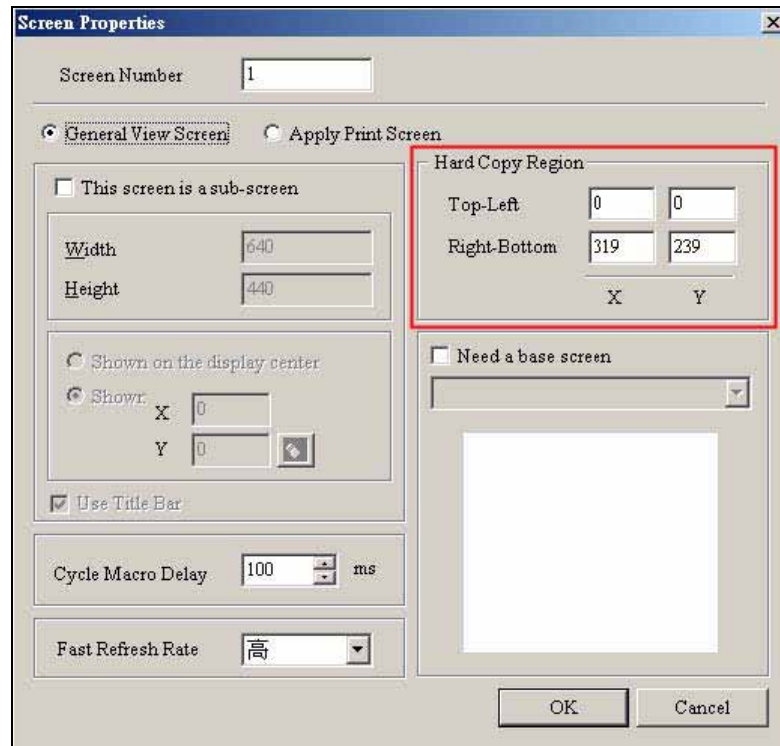 Screen Properties
Screen Number 1
General View Screen Apply Print Screen
This screen is a sub-screen
Width 640
Height 440
Shown on the display center
Shown
X 0
Y 0
Use Title Bar
Cycle Macro Delay 100 ms
Fast Refresh Rate 高
Hard Copy Region
Top-Left 0 0
Right-Bottom 319 239
X Y
Need a base screen
OK Cancel